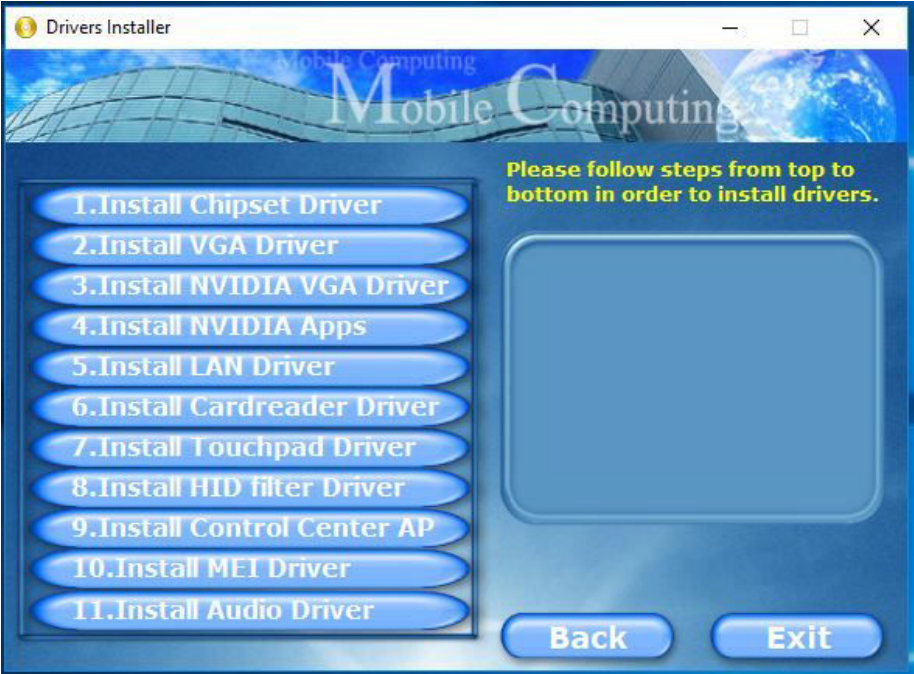 Drivers Installer
Mobile Computing
Mobile Computing
Please follow steps from top to
bottom in order to install drivers.
1.Install Chipset Driver
2.Install VGA Driver
3.Install NVIDIA VGA Driver
4.Install NVIDIA Apps
5.Install LAN Driver
6.Install Cardreader Driver
7.Install Touchpad Driver
8.Install HID filter Driver
9.Install Control Center AP
10.Install MEI Driver
11.Install Audio Driver
Back
Exit